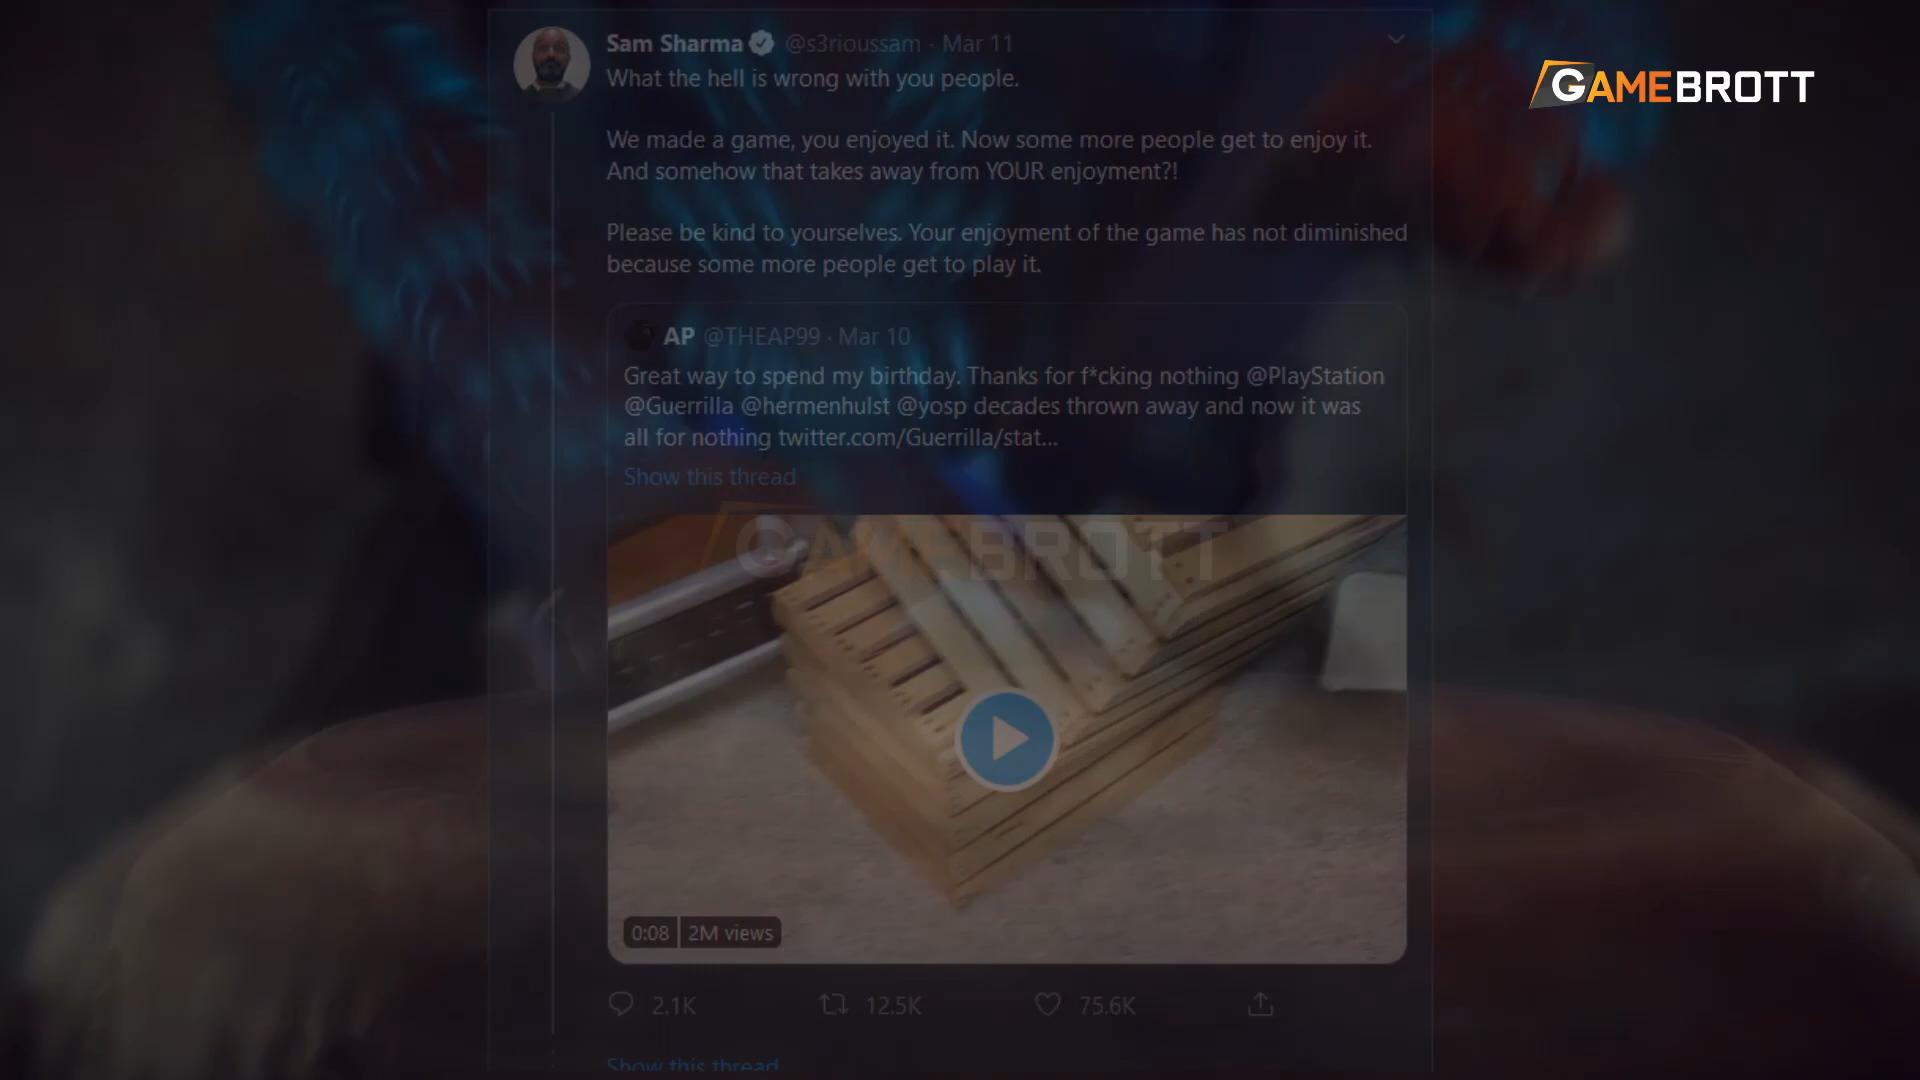 Sam Sharma @s3rioussam · Mar 11
What the hell is wrong with you people.
We made a game, you enjoyed it. Now some more people get to enjoy it.
And somehow that takes away from YOUR enjoyment?!
Please be kind to yourselves. Your enjoyment of the game has not diminished
because some more people get to play it.
AP @THEAP99 · Mar 10
Great way to spend my birthday. Thanks for f*cking nothing @PlayStation
@Guerrilla @hermenhulst @yosp decades thrown away and now it was
all for nothing twitter.com/Guerrilla/stat...
Show this thread
GAMEBROTT
0:08 2M views
2.1K 12.5K 75.6K
Show this thread
GAMEBROTT